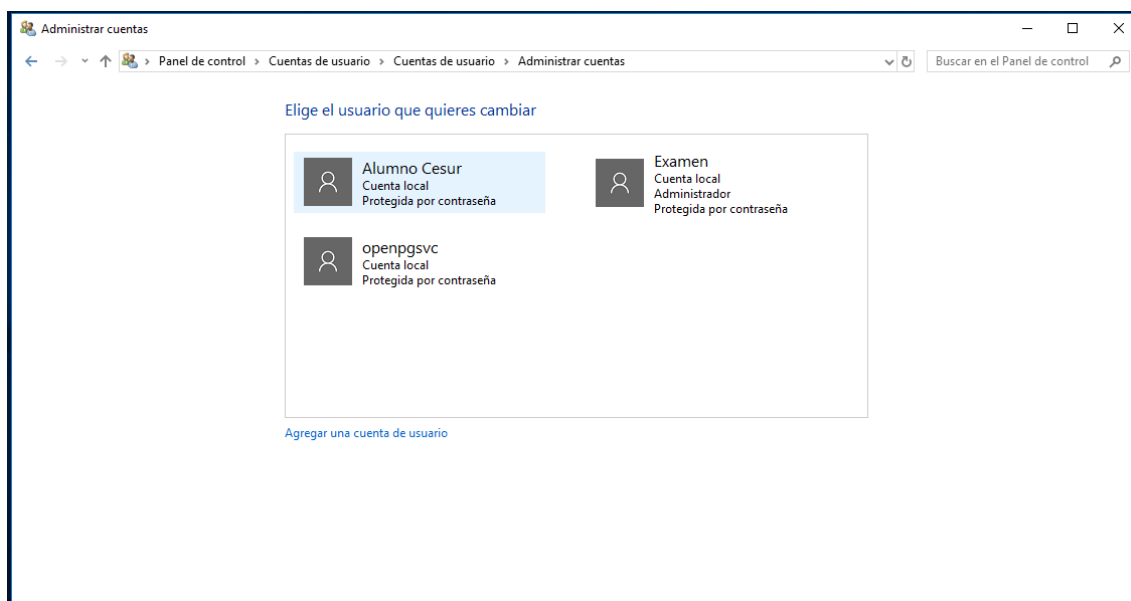 Administrar cuentas
Panel de control > Cuentas de usuario > Cuentas de usuario > Administrar cuentas
Buscar en el Panel de control
Elige el usuario que quieres cambiar
Alumno Cesur
Cuenta local
Protegida por contraseña
Examen
Cuenta local
Administrador
Protegida por contraseña
openpgsvc
Cuenta local
Protegida por contraseña
Agregar una cuenta de usuario